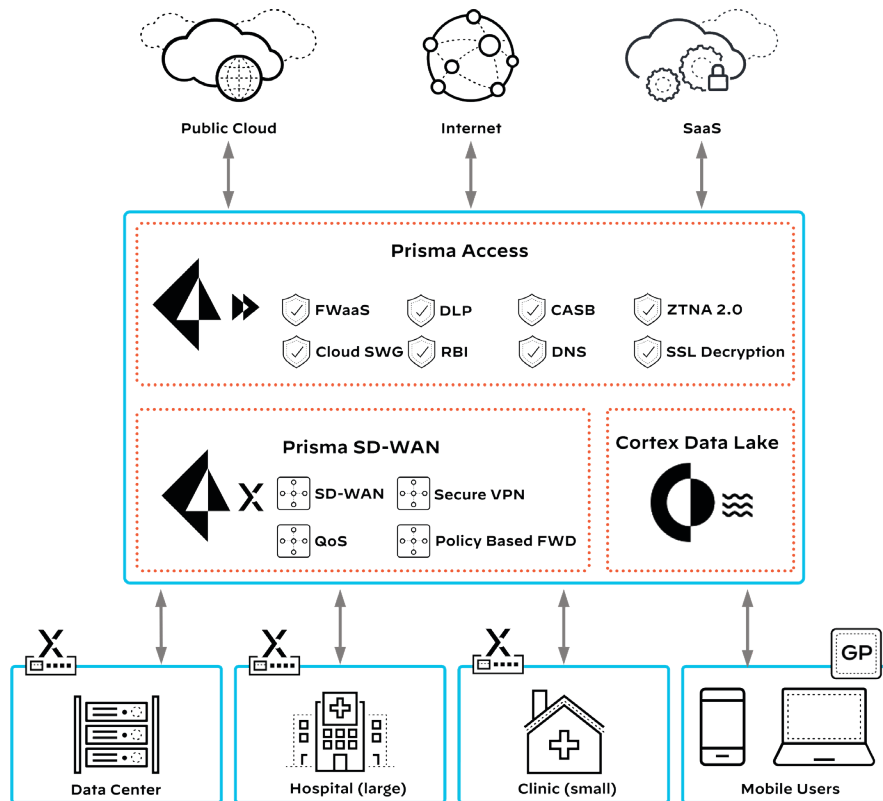 Public Cloud
Internet
SaaS
Prisma Access
FWaaS
DLP
CASB
ZTNA 2.0
Cloud SWG
RBI
DNS
SSL Decryption
Prisma SD-WAN
SD-WAN
Secure VPN
QoS
Policy Based FWD
Cortex Data Lake
GP
Data Center
Hospital (large)
Clinic (small)
Mobile Users